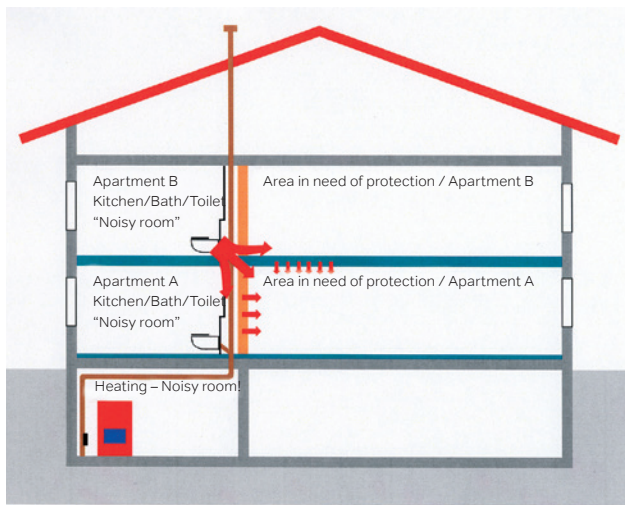 Apartment B
Kitchen/Bath/Toilet
“Noisy room”
Area in need of protection / Apartment B
Apartment A
Kitchen/Bath/Toilet
“Noisy room”
Area in need of protection / Apartment A
Heating – Noisy room!